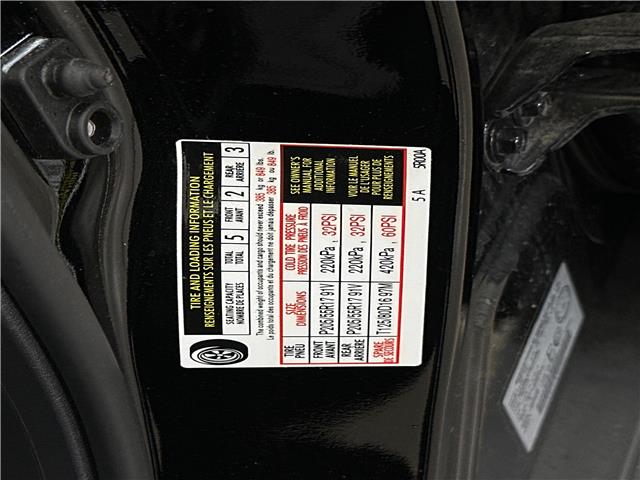 TIRE AND LOADING INFORMATION
RENSEIGNEMENTS SUR LES PNEUS ET LE CHARGEMENT
SEATING CAPACITY TOTAL 5 FRONT 2 REAR 3
NOMBRE DE PLACES TOTAL AVANT ARRIÈRE
The combined weight of occupants and cargo should never exceed 385 kg or 849 lbs.
Le poids total des occupants et du chargement ne doit jamais dépasser 385 kg ou 849 lb.
TIRE SIZE COLD TIRE PRESSURE
PNEU DIMENSIONS PRESSION DES PNEUS À FROID
FRONT P205/55R17 91V 220kPa, 32PSI
AVANT
REAR P205/55R17 91V 220kPa, 32PSI
ARRIÈRE
SPARE T125/80D16 97M 420kPa, 60PSI
DE SECOURS
SEE OWNER'S
MANUAL FOR
ADDITIONAL
INFORMATION
VOIR LE MANUEL
DE L'USAGER
POUR PLUS DE
RENSEIGNEMENTS
5 A 5R00A